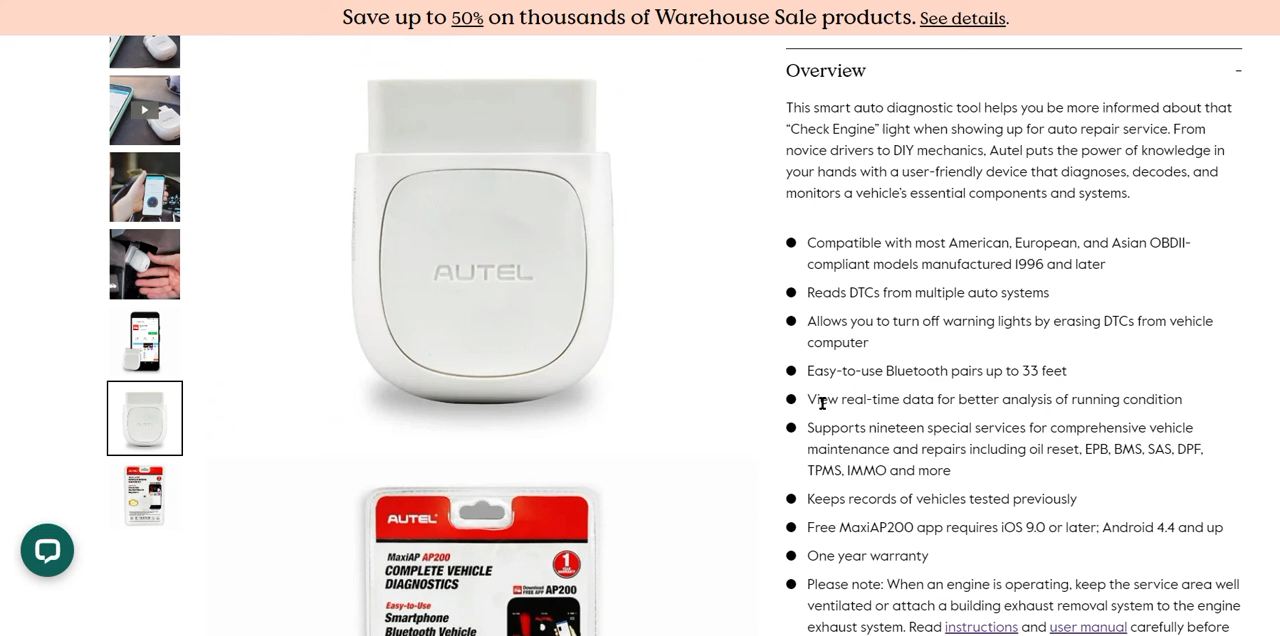 Save up to 50% on thousands of Warehouse Sale products. See details.
AUTEL
AUTEL
MaxiAP AP200
COMPLETE VEHICLE
DIAGNOSTICS
Easy-to-Use
Smartphone
Bluetooth Vehicle
1
Download
FREE APP AP200
Overview
-
This smart auto diagnostic tool helps you be more informed about that
“Check Engine” light when showing up for auto repair service. From
novice drivers to DIY mechanics, Autel puts the power of knowledge in
your hands with a user-friendly device that diagnoses, decodes, and
monitors a vehicle’s essential components and systems.
Compatible with most American, European, and Asian OBDII-
compliant models manufactured 1996 and later
Reads DTCs from multiple auto systems
Allows you to turn off warning lights by erasing DTCs from vehicle
computer
Easy-to-use Bluetooth pairs up to 33 feet
View real-time data for better analysis of running condition
Supports nineteen special services for comprehensive vehicle
maintenance and repairs including oil reset, EPB, BMS, SAS, DPF,
TPMS, IMMO and more
Keeps records of vehicles tested previously
Free MaxiAP200 app requires iOS 9.0 or later; Android 4.4 and up
One year warranty
Please note: When an engine is operating, keep the service area well
ventilated or attach a building exhaust removal system to the engine
exhaust system. Read instructions and user manual carefully before